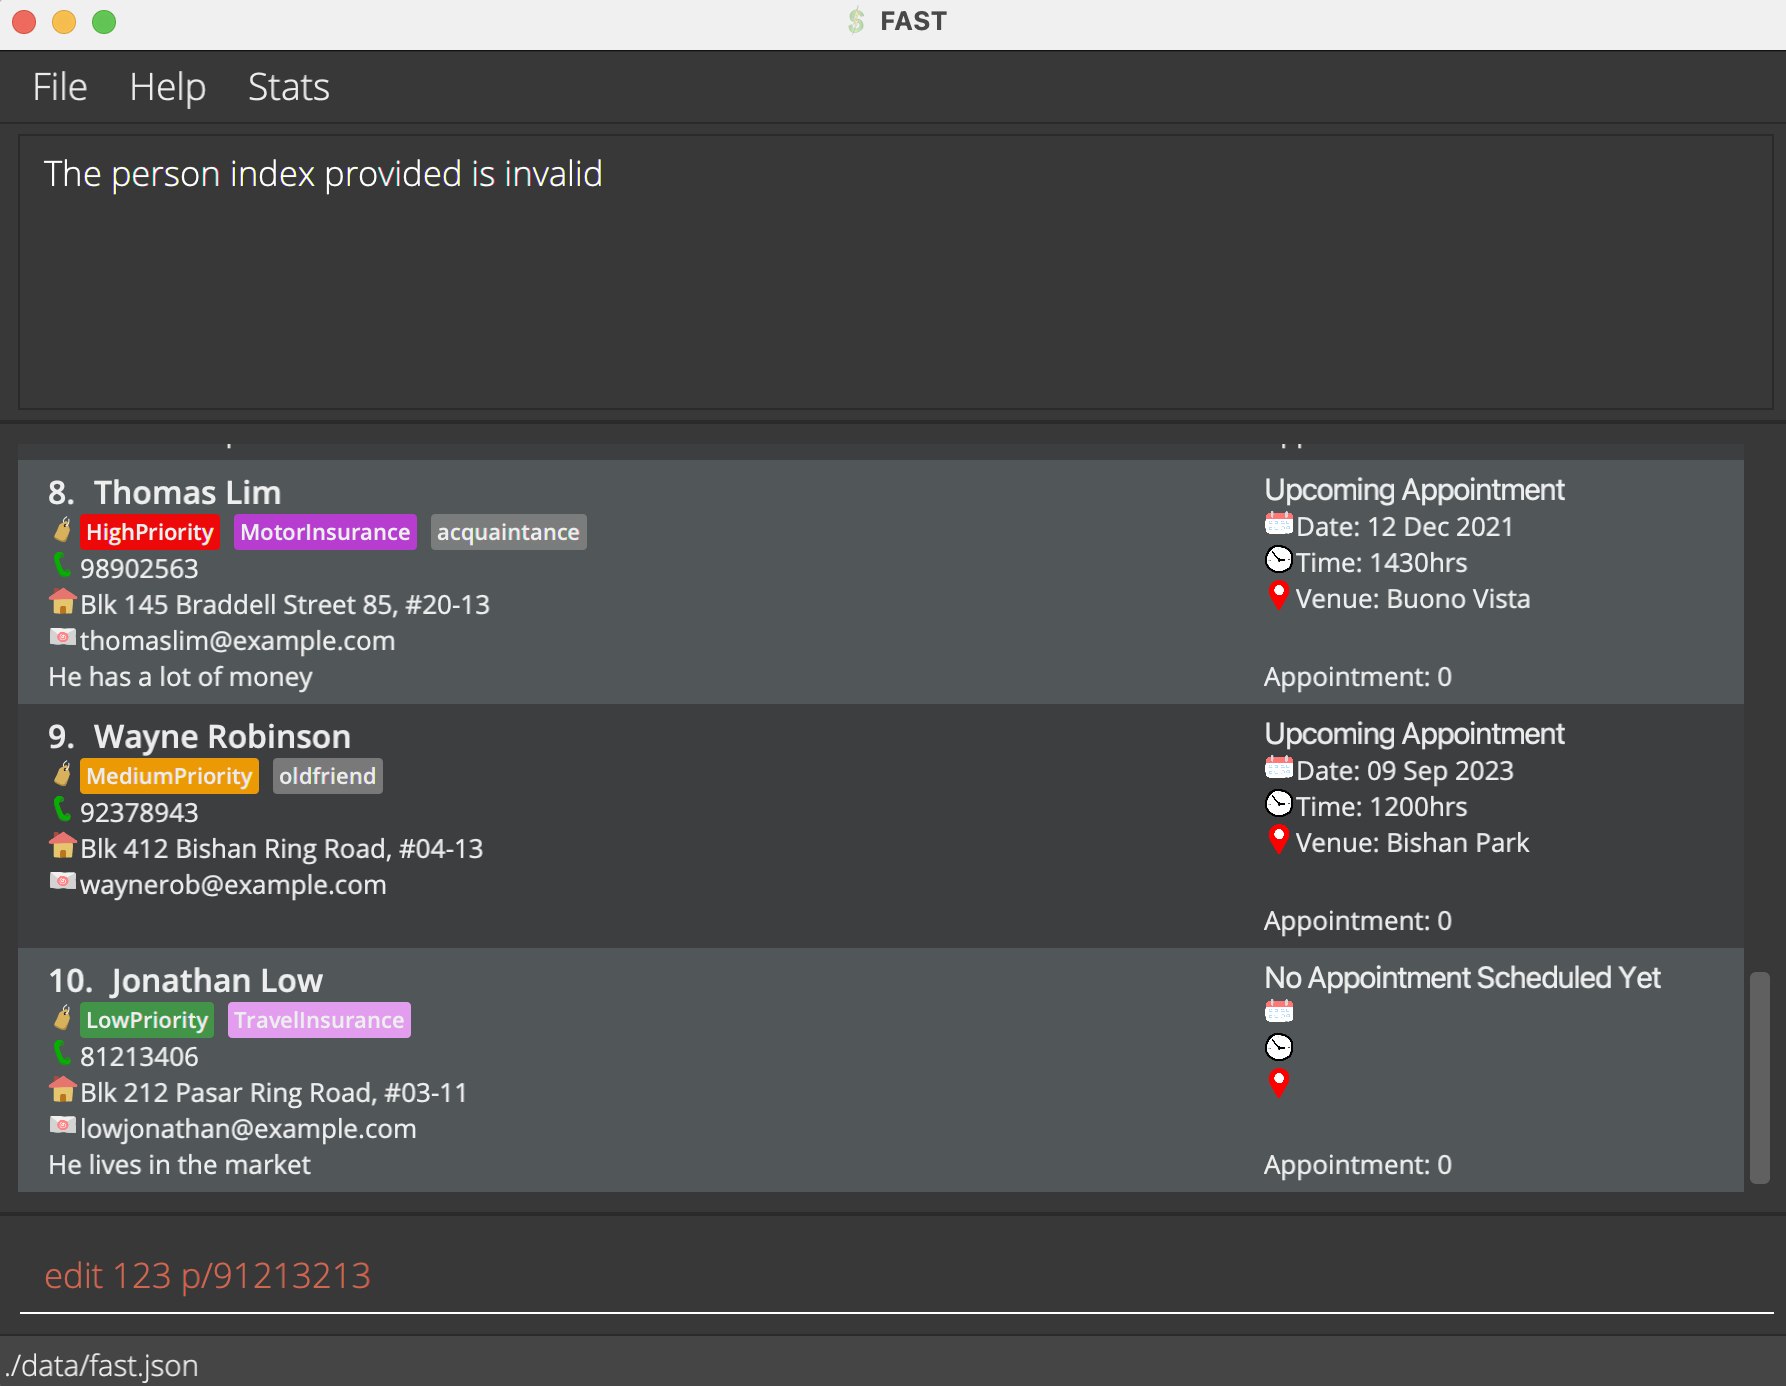 FAST
File Help Stats
The person index provided is invalid
8. Thomas Lim
HighPriority MotorInsurance acquaintance
98902563
Blk 145 Braddell Street 85, #20-13
thomaslim@example.com
He has a lot of money
Upcoming Appointment
Date: 12 Dec 2021
Time: 1430hrs
Venue: Buono Vista
Appointment: 0
9. Wayne Robinson
MediumPriority oldfriend
92378943
Blk 412 Bishan Ring Road, #04-13
waynerob@example.com
Upcoming Appointment
Date: 09 Sep 2023
Time: 1200hrs
Venue: Bishan Park
Appointment: 0
10. Jonathan Low
LowPriority TravelInsurance
81213406
Blk 212 Pasar Ring Road, #03-11
lowjonathan@example.com
He lives in the market
No Appointment Scheduled Yet
Appointment: 0
edit 123 p/91213213
./data/fast.json